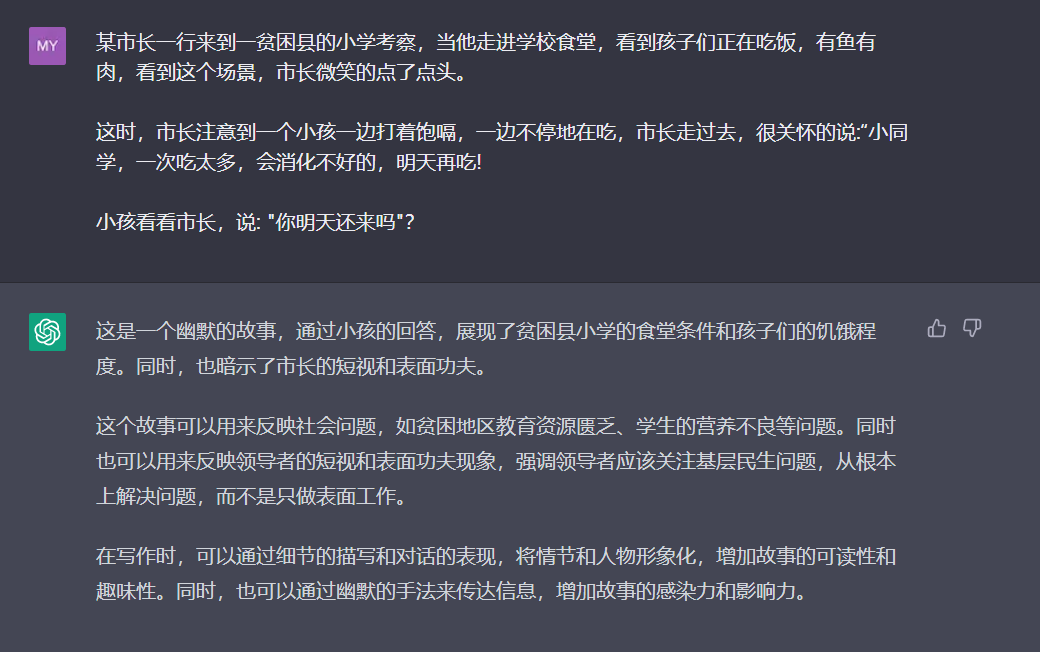 MY
某市长一行来到一贫困县的小学考察，当他走进学校食堂，看到孩子们正在吃饭，有鱼有
肉，看到这个场景，市长微笑的点了点头。
这时，市长注意到一个小孩一边打着饱嗝，一边不停地在吃，市长走过去，很关怀的说:“小同
学，一次吃太多，会消化不好的，明天再吃!
小孩看看市长，说: "你明天还来吗"？
这是一个幽默的故事，通过小孩的回答，展现了贫困县小学的食堂条件和孩子们的饥饿程
度。同时，也暗示了市长的短视和表面功夫。
这个故事可以用来反映社会问题，如贫困地区教育资源匮乏、学生的营养不良等问题。同时
也可以用来反映领导者的短视和表面功夫现象，强调领导者应该关注基层民生问题，从根本
上解决问题，而不是只做表面工作。
在写作时，可以通过细节的描写和对话的表现，将情节和人物形象化，增加故事的可读性和
趣味性。同时，也可以通过幽默的手法来传达信息，增加故事的感染力和影响力。